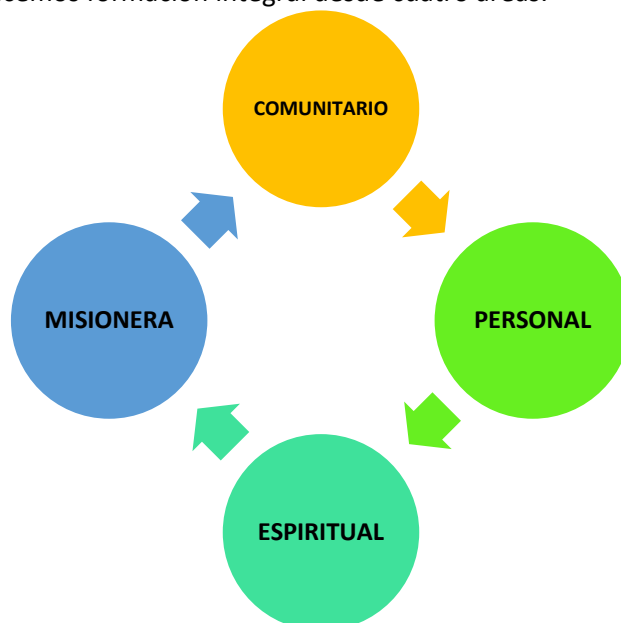 formación integral desde cuatro áreas.
COMUNITARIO
MISIONERA
PERSONAL
ESPIRITUAL